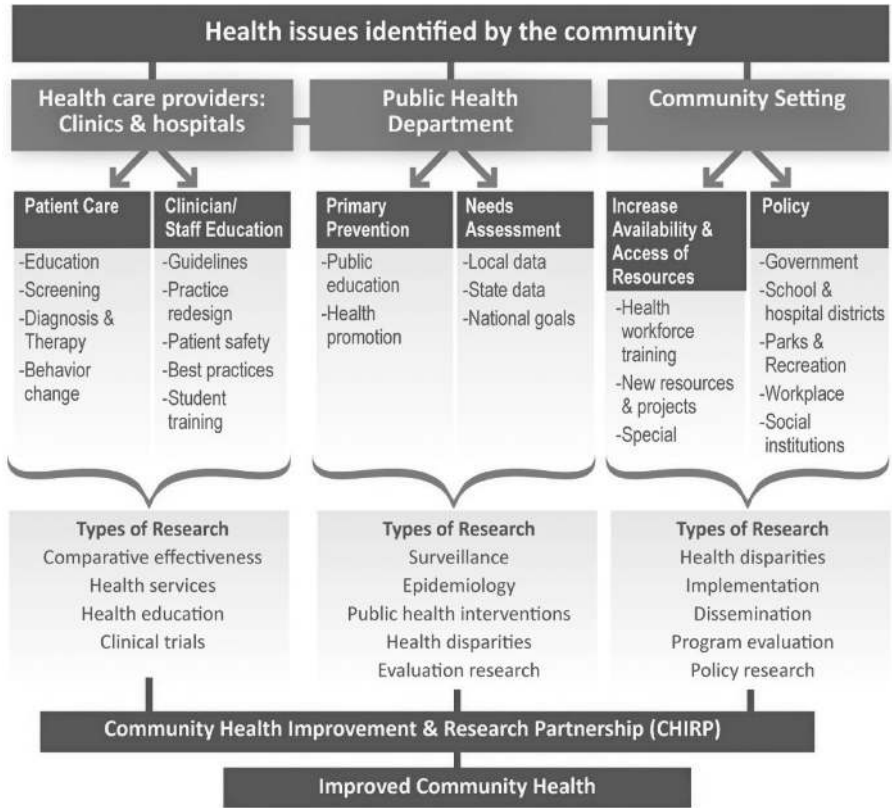 Health issues identified by the community
Health care providers:
Clinics & hospitals
Public Health
Department
Community Setting
Patient Care
-Education
-Screening
-Diagnosis &
Therapy
-Behavior
change
Clinician/
Staff Education
-Guidelines
-Practice
redesign
-Patient safety
-Best practices
-Student
training
Primary
Prevention
-Public
education
-Health
promotion
Needs
Assessment
-Local data
-State data
-National goals
Increase
Availability &
Access of
Resources
-Health
workforce
training
-New resources
& projects
-Special
Policy
-Government
-School &
hospital districts
-Parks &
Recreation
-Workplace
-Social
institutions
Types of Research
Comparative effectiveness
Health services
Health education
Clinical trials
Types of Research
Surveillance
Epidemiology
Public health interventions
Health disparities
Evaluation research
Types of Research
Health disparities
Implementation
Dissemination
Program evaluation
Policy research
Community Health Improvement & Research Partnership (CHIRP)
Improved Community Health